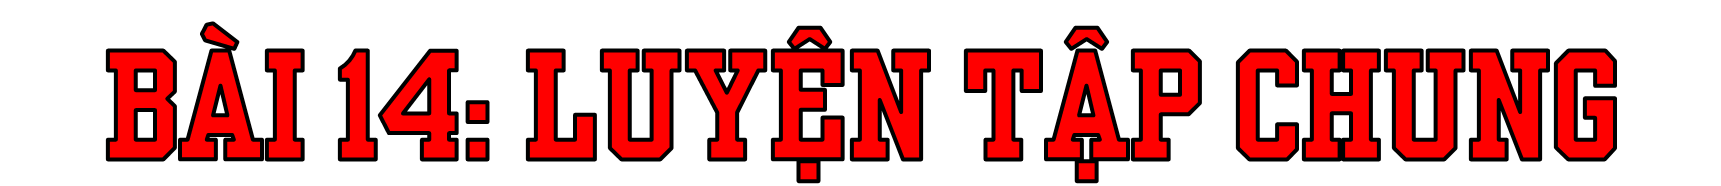 BÀI 14: LUYỆN TẬP CHUNG